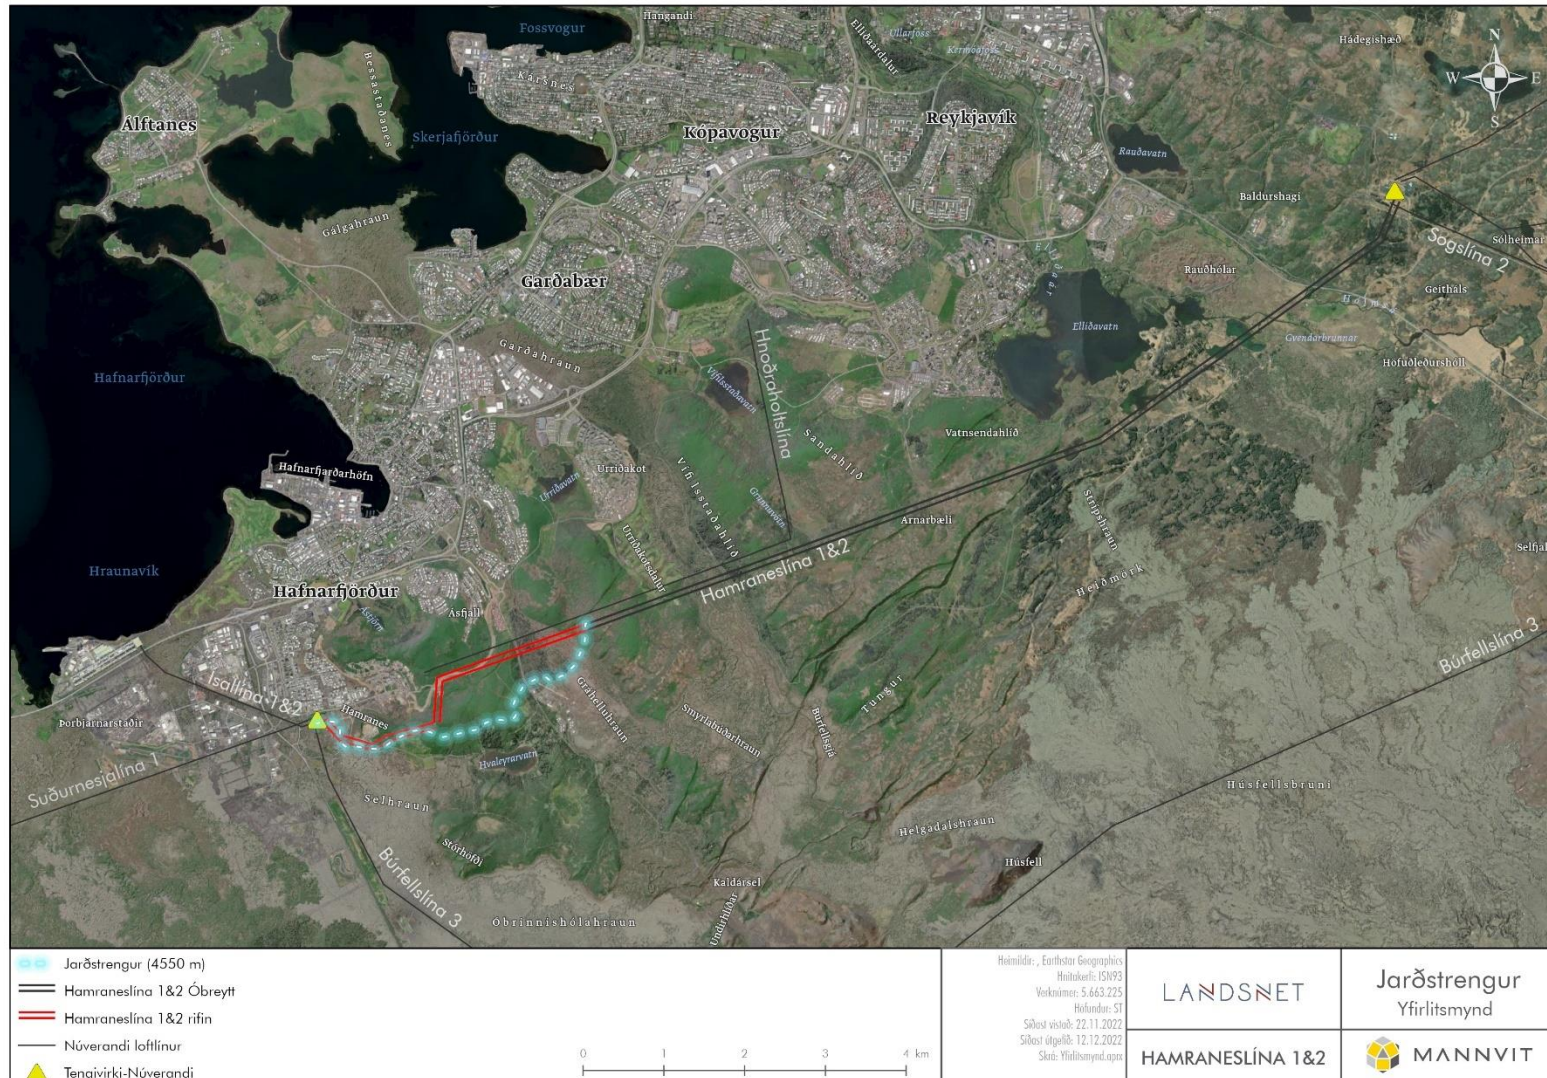 Fossvogur
Hangandi
Elliðaárdalur
Ullarfoss
Kermóafoss
Hádegishæð
N
W
E
S
Bessastaðanes
Kársnes
Álftanes
Skerjafjörður
Kópavogur
Reykjavík
Rauðavatn
Baldurshagi
Gálgahraun
Sogslína 2
Sólheimar
Elliðaár
Rauðhólar
Garðabær
Geitháls
Hólmsá
Elliðavatn
Gvendarbrunnar
Garðahraun
Hnoðraholtslína
Hafnarfjörður
Vífilsstaðavatn
Hofuðleðurshóll
Sandahlíð
Vatnsendahlíð
Hafnarfjarðarhöfn
Urriðakot
Urriðavatn
Vífilsstaðahlíð
Grunnavötn
Arnarbæli
Strípshraun
Urriðakotsdalur
Selfjal
Hraunavík
Hamraneslína 1&2
Heiðmörk
Hafnarfjörður
Ásfjall
Ástjörn
Búrfellslína 3
Ísallína 1&2
Tungur
Þorbjarnarstaðir
Hamranes
Gráhelluhraun
Smyrlabúðarhraun
Búrfellsgjá
Hvaleyrarvatn
Suðurnesjalína 1
Húsfellsbruni
Selhraun
Helgadalshraun
Stórhöfði
Húsfell
Kaldársel
Búrfellslína 3
Óbrinnishólahraun
Undirhlíðar
Jarðstrengur (4550 m)
Hamraneslína 1&2 Óbreytt
Hamraneslína 1&2 rifin
Núverandi loftlínur
Tengivirki-Núverandi
0 1 2 3 4 km
Heimildir: , Earthstar Geographics
Hnitakerfi: ISN93
Verknúmer: 5.663.225
Höfundur: ST
Síðast vistað: 22.11.2022
Síðast útgefið: 12.12.2022
Skrá: Yfirlitsmynd.aprx
LANDSNET
HAMRANESLÍNA 1&2
Jarðstrengur
Yfirlitsmynd
MANNVIT